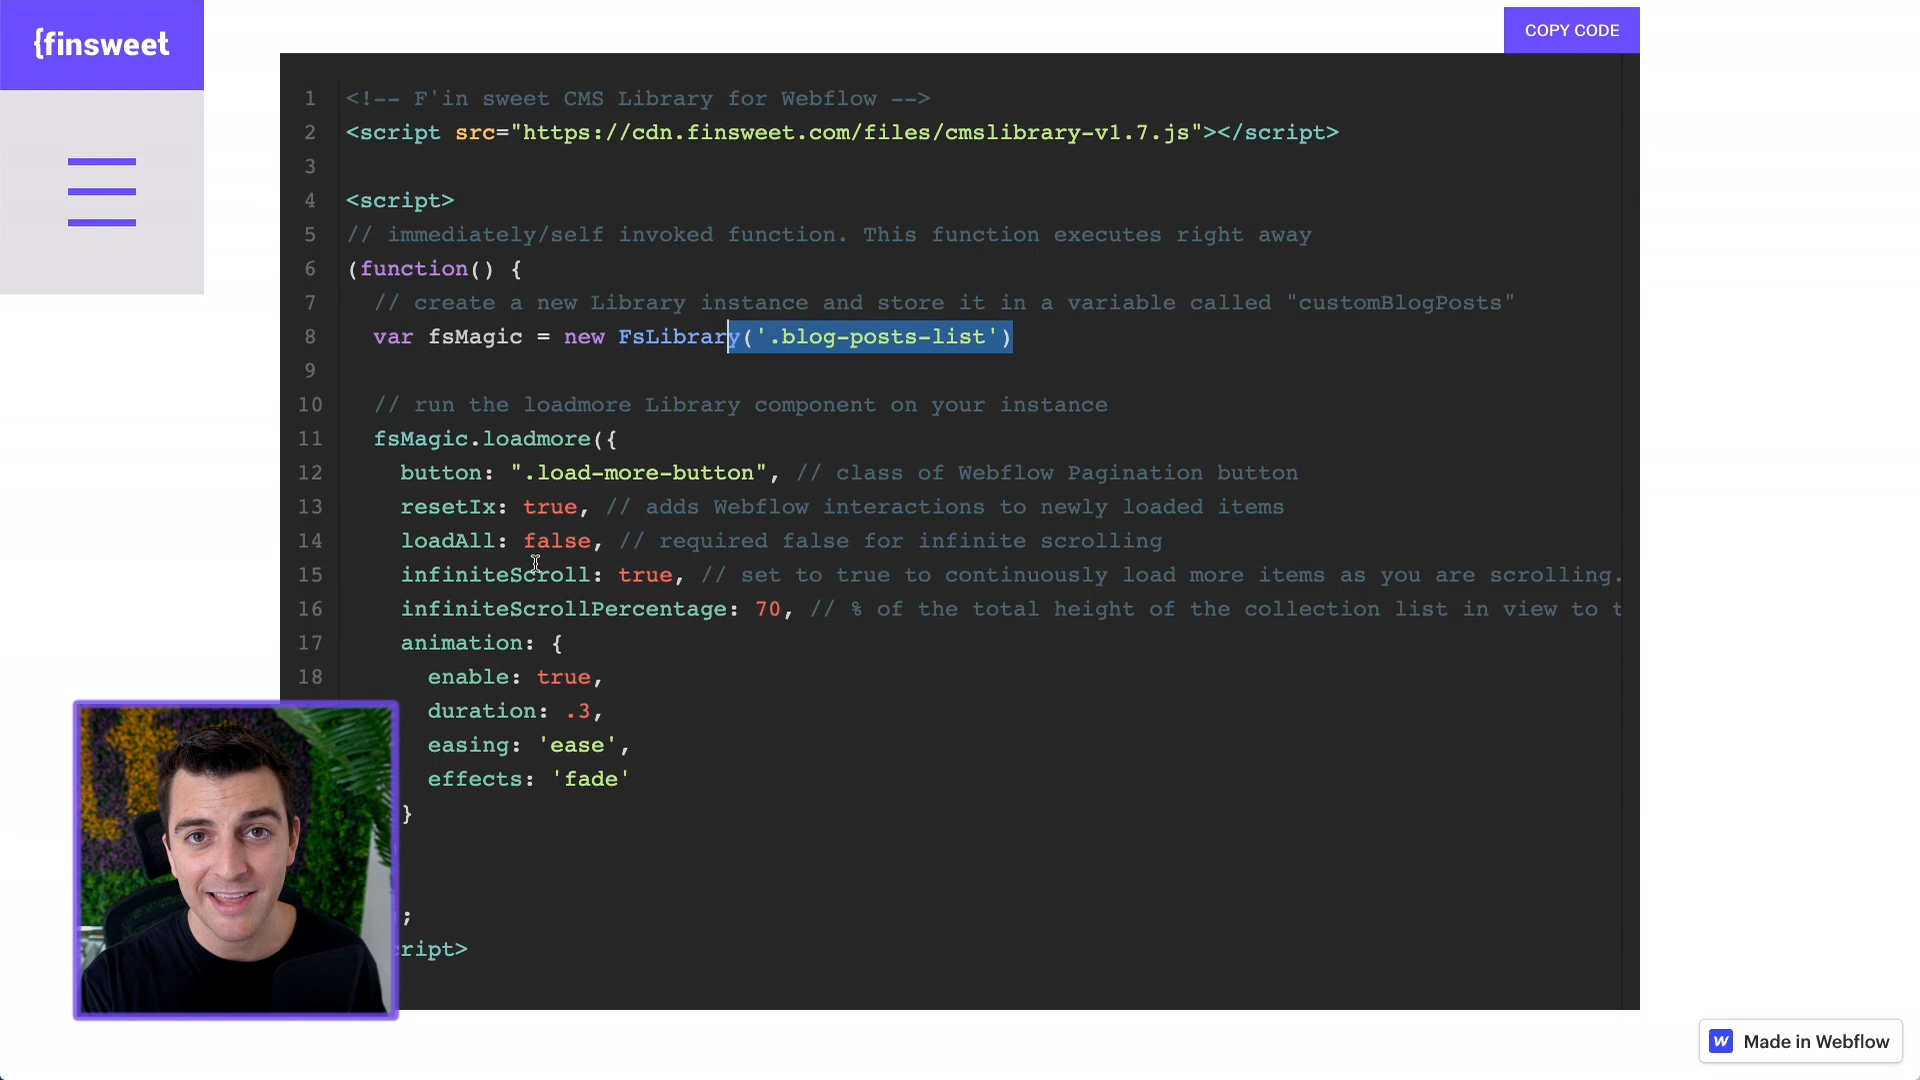 {finsweet
COPY CODE
1 <!-- F'in sweet CMS Library for Webflow -->
2 <script src="https://cdn.finsweet.com/files/cmslibrary-v1.7.js"></script>
3
4 <script>
5 // immediately/self invoked function. This function executes right away
6 (function() {
7 // create a new Library instance and store it in a variable called "customBlogPosts"
8 var fsMagic = new FsLibrary('.blog-posts-list')
9
10 // run the loadmore Library component on your instance
11 fsMagic.loadmore({
12 button: ".load-more-button", // class of Webflow Pagination button
13 resetIx: true, // adds Webflow interactions to newly loaded items
14 loadAll: false, // required false for infinite scrolling
15 infiniteScroll: true, // set to true to continuously load more items as you are scrolling.
16 infiniteScrollPercentage: 70, // % of the total height of the collection list in view to t
17 animation: {
18 enable: true,
duration: .3,
easing: 'ease',
effects: 'fade'
}
;
ript>
W Made in Webflow